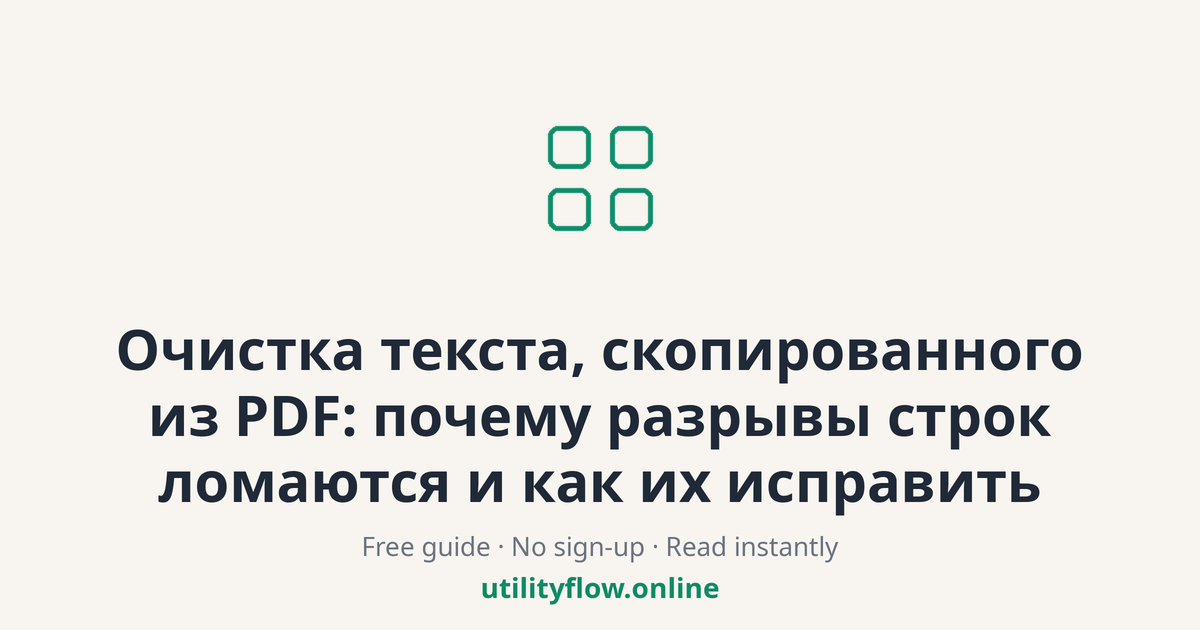 Очистка текста, скопированного
из PDF: почему разрывы строк
ломаются и как их исправить
Free guide · No sign-up · Read instantly
utilityflow.online